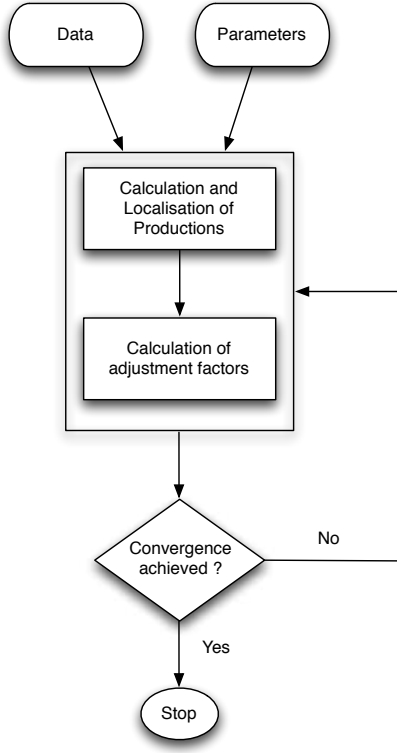 Data
Parameters
Calculation and
Localisation of
Productions
Calculation of
adjustment factors
Convergence
achieved ?
No
Yes
Stop